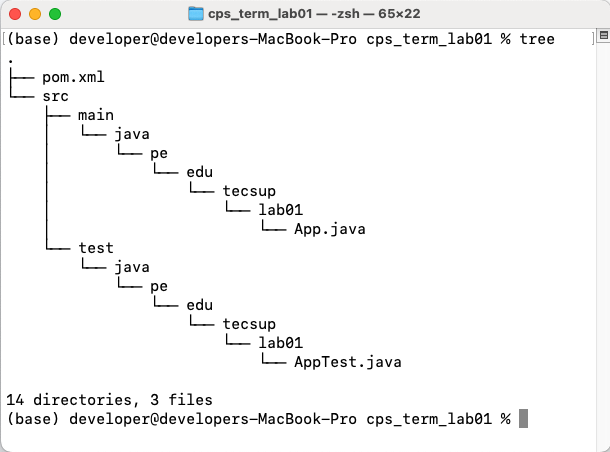 cps_term_lab01 — -zsh — 65×22
(base) developer@developers-MacBook-Pro cps_term_lab01 % tree
.
├── pom.xml
└── src
    ├── main
    │   └── java
    │       └── pe
    │           └── edu
    │               └── tecsup
    │                   └── lab01
    │                       └── App.java
    └── test
        └── java
            └── pe
                └── edu
                    └── tecsup
                        └── lab01
                            └── AppTest.java
14 directories, 3 files
(base) developer@developers-MacBook-Pro cps_term_lab01 %